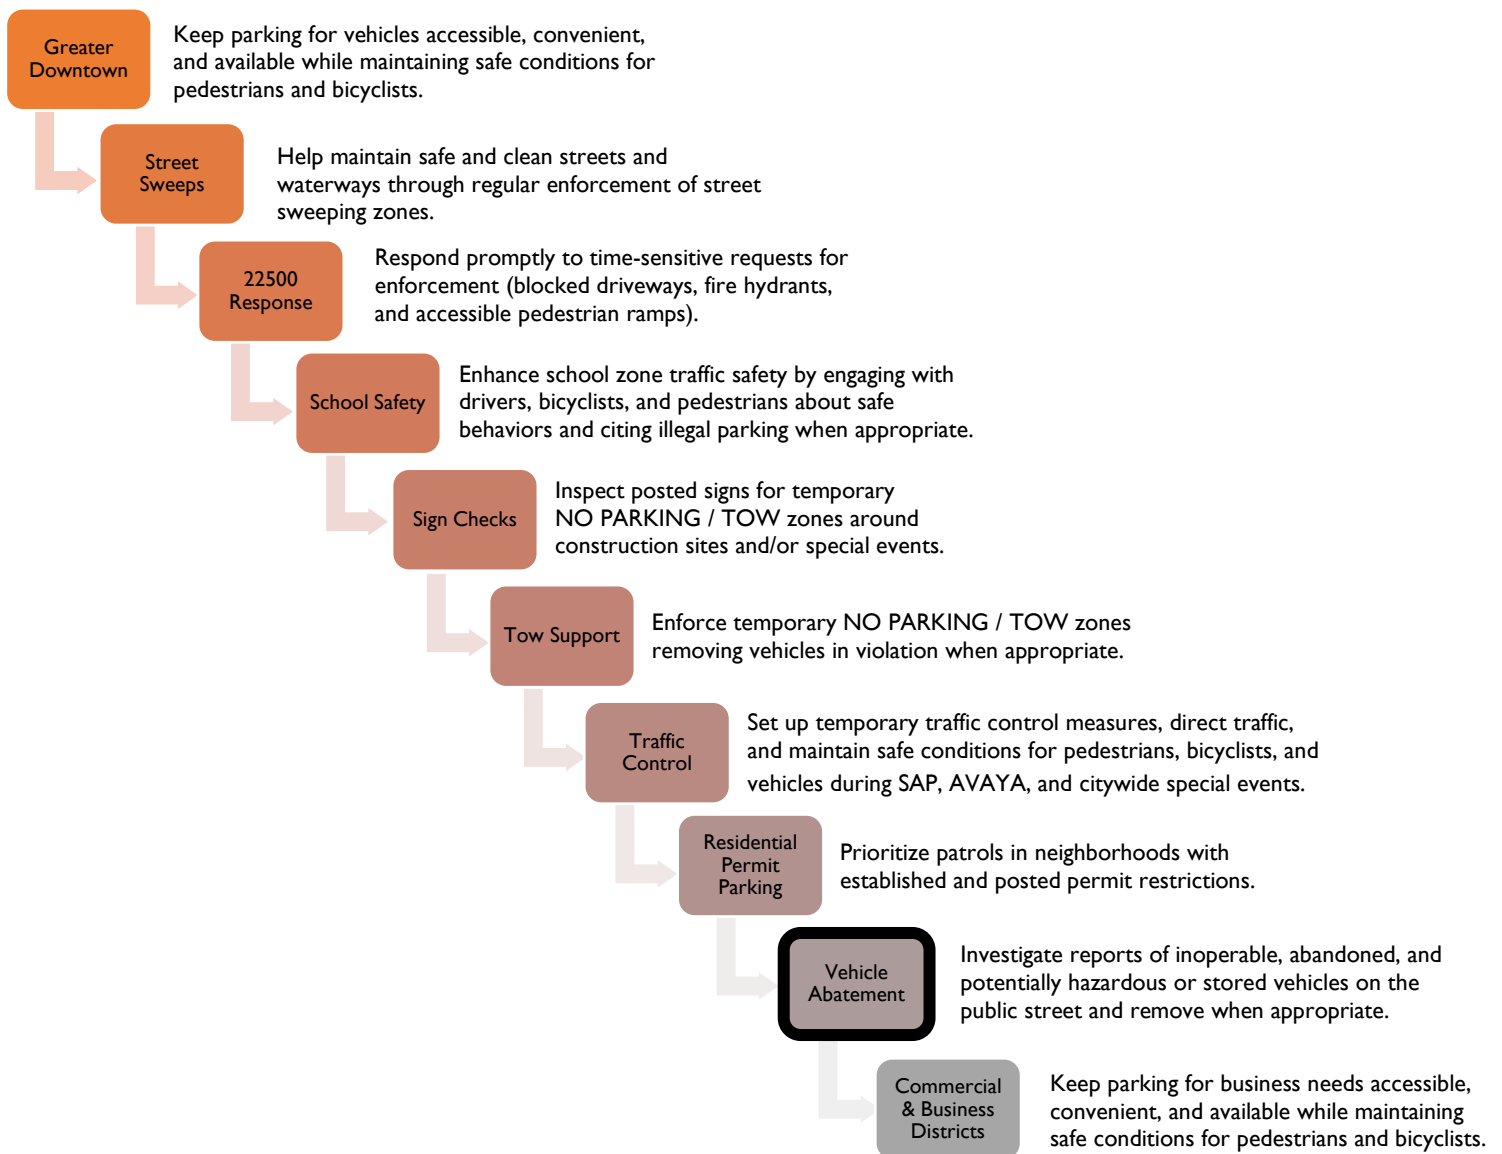 Greater
Downtown
Keep parking for vehicles accessible, convenient,
and available while maintaining safe conditions for
pedestrians and bicyclists.
Street
Sweeps
Help maintain safe and clean streets and
waterways through regular enforcement of street
sweeping zones.
22500
Response
Respond promptly to time-sensitive requests for
enforcement (blocked driveways, fire hydrants,
and accessible pedestrian ramps).
School Safety
Enhance school zone traffic safety by engaging with
drivers, bicyclists, and pedestrians about safe
behaviors and citing illegal parking when appropriate.
Sign Checks
Inspect posted signs for temporary
NO PARKING / TOW zones around
construction sites and/or special events.
Tow Support
Enforce temporary NO PARKING / TOW zones
removing vehicles in violation when appropriate.
Traffic
Control
Set up temporary traffic control measures, direct traffic,
and maintain safe conditions for pedestrians, bicyclists, and
vehicles during SAP, AVAYA, and citywide special events.
Residential
Permit
Parking
Prioritize patrols in neighborhoods with
established and posted permit restrictions.
Vehicle
Abatement
Investigate reports of inoperable, abandoned, and
potentially hazardous or stored vehicles on the
public street and remove when appropriate.
Commercial
& Business
Districts
Keep parking for business needs accessible,
convenient, and available while maintaining
safe conditions for pedestrians and bicyclists.